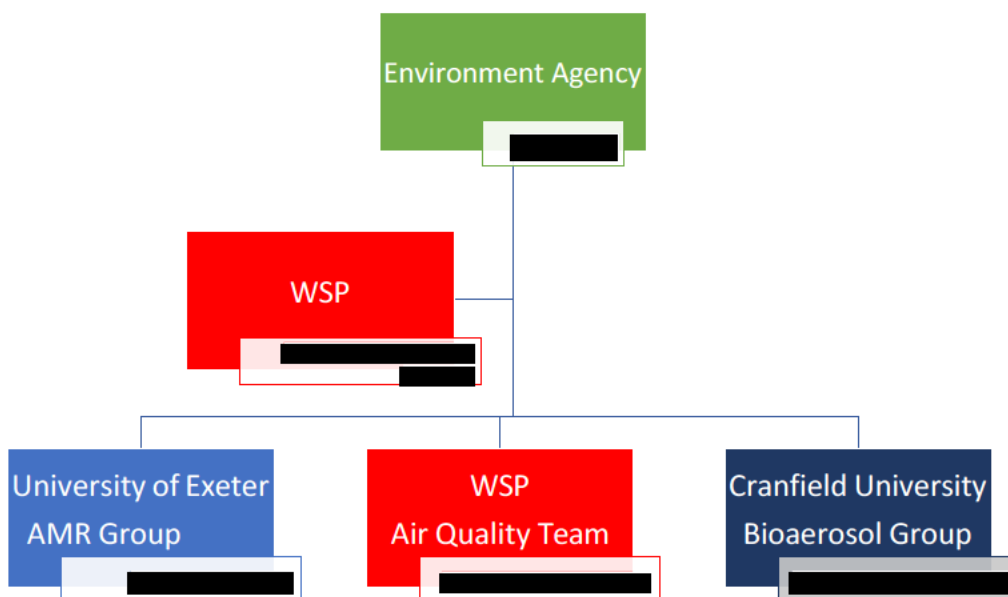 Environment Agency
WSP
University of Exeter
AMR Group
WSP
Air Quality Team
Cranfield University
Bioaerosol Group